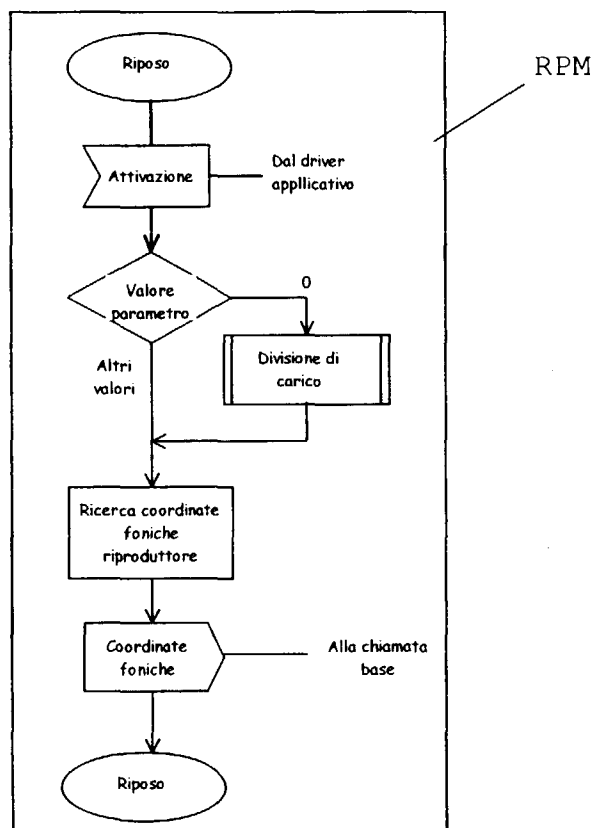 Riposo
RPM
Attivazione
Dal driver
appllicativo
Valore
parametro
0
Altri
valori
Divisione di
carico
Ricerca coordinate
foniche
riproduttore
Coordinate
foniche
Alla chiamata
base
Riposo